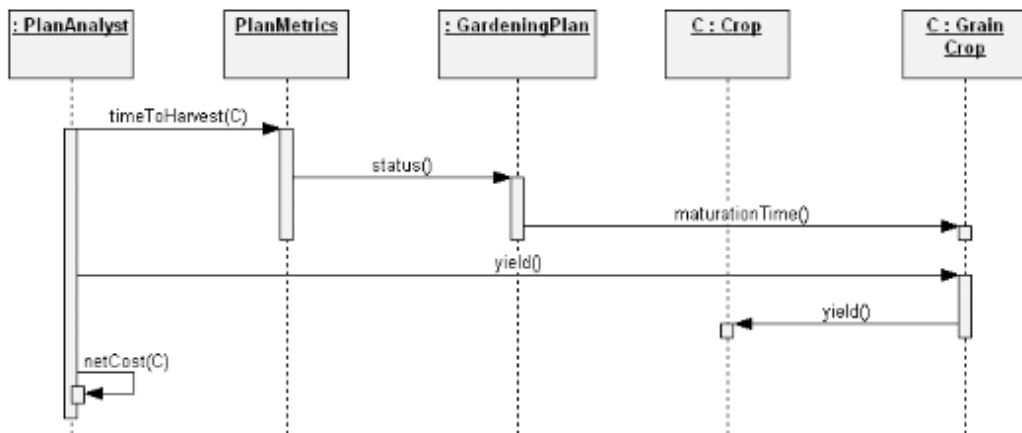 : PlanAnalyst
PlanMetrics
: GardeningPlan
C : Crop
C : Grain
Crop
timeToHarvest(C)
status()
maturationTime()
yield()
yield()
netCost(C)